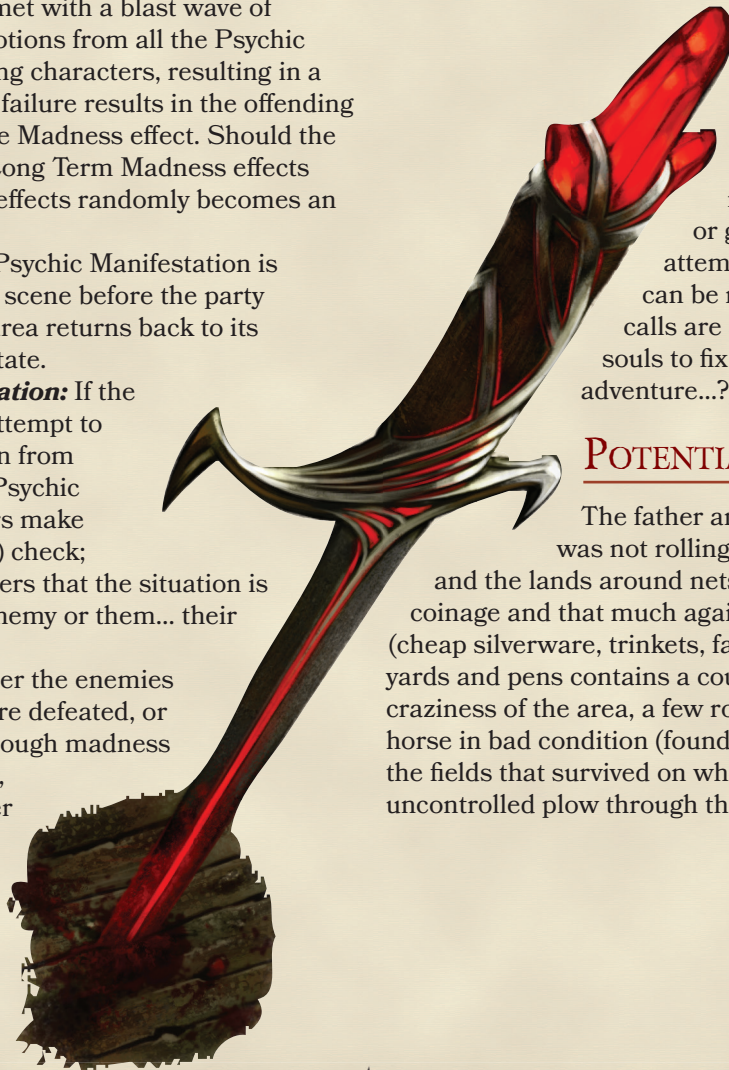 met with a blast wave of
otions from all the Psychic
ng characters, resulting in a
failure results in the offending
e Madness effect. Should the
Long Term Madness effects
effects randomly becomes an
Psychic Manifestation is
scene before the party
area returns back to its
tate.
ation: If the
ttempt to
n from
Psychic
rs make
) check;
ers that the situation is
nemy or them... their
er the enemies
re defeated, or
ough madness
,
er
or g
attem
can be r
calls are
souls to fix
adventure...?
POTENTIA
The father an
was not rolling
and the lands around nets
coinage and that much agai
(cheap silverware, trinkets, fa
yards and pens contains a cou
craziness of the area, a few ro
horse in bad condition (found
the fields that survived on wh
uncontrolled plow through th